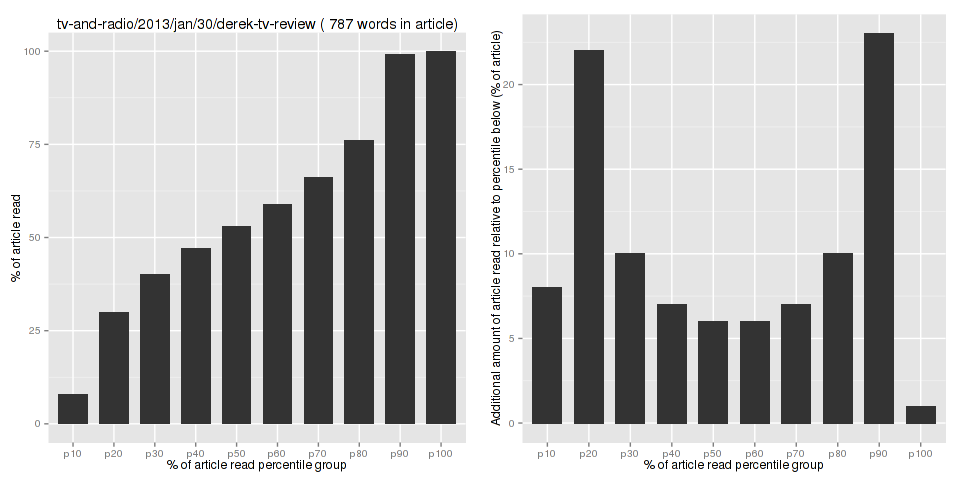 tv-and-radio/2013/jan/30/derek-tv-review ( 787 words in article)
% of article read
100
75
50
25
0
p10 p20 p30 p40 p50 p60 p70 p80 p90 p100
% of article read percentile group
Additional amount of article read relative to percentile below (% of article)
20
15
10
5
0
p10 p20 p30 p40 p50 p60 p70 p80 p90 p100
% of article read percentile group